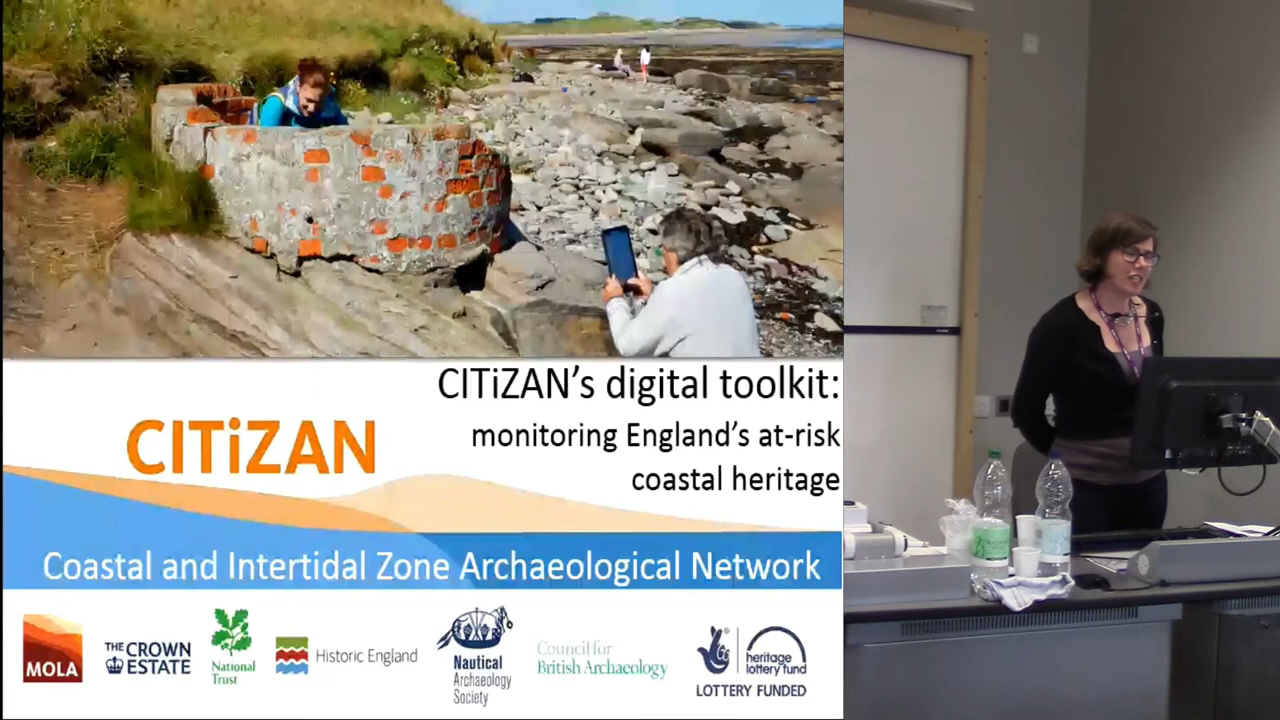 CITiZAN's digital toolkit:
monitoring England's at-risk
coastal heritage
CITiZAN
Coastal and Intertidal Zone Archaeological Network
MOLA
THE CROWN
ESTATE
National
Trust
Historic England
Nautical
Archaeology
Society
Council for
British Archaeology
heritage
lottery fund
LOTTERY FUNDED